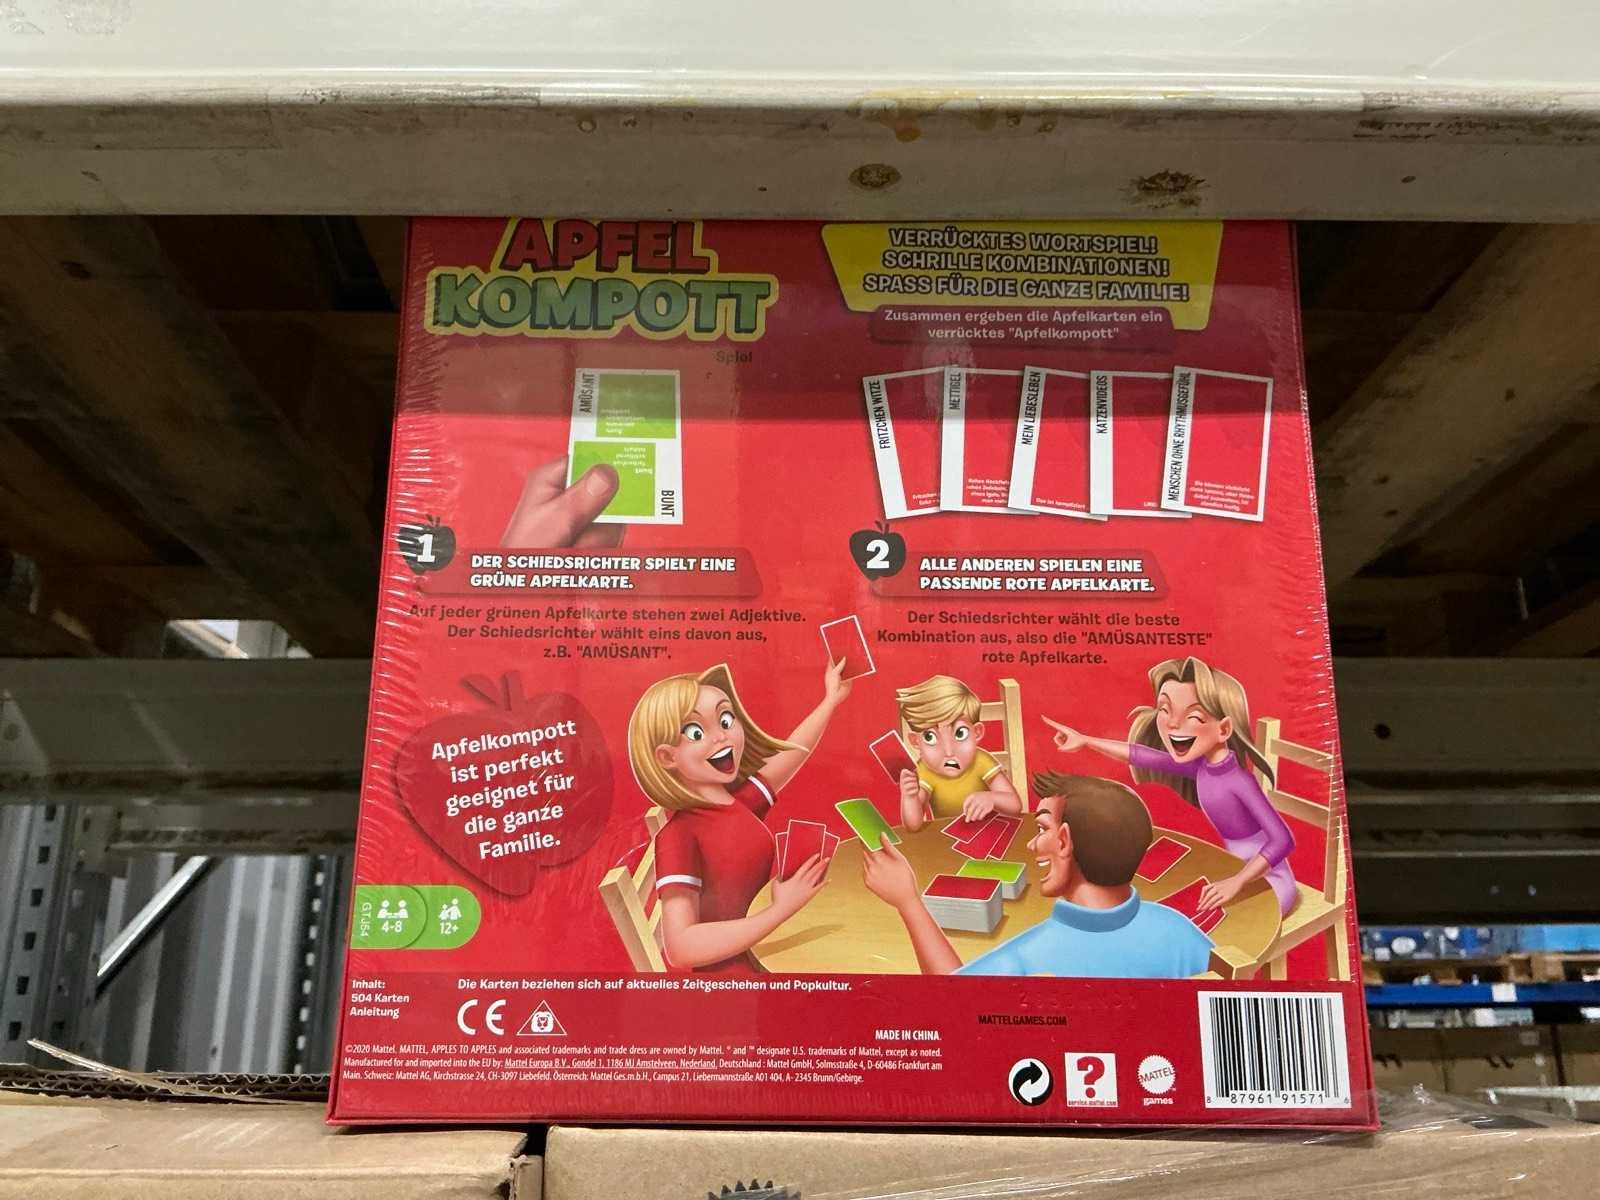 APFEL
KOMPOTT
Spiel
VERRÜCKTES WORTSPIEL!
SCHRILLE KOMBINATIONEN!
SPASS FÜR DIE GANZE FAMILIE!
Zusammen ergeben die Apfelkarten ein
verrücktes "Apfelkompott"
AMÜSANT
bunt
BUNT
FRITZCHEN WITZE
METTIGEL
MEIN LIEBESLEBEN
Das ist kompliziert
KATZENVIDEOS
MENSCHEN OHNE RHYTHMUSGEFÜHL
1
DER SCHIEDSRICHTER SPIELT EINE
GRÜNE APFELKARTE.
Auf jeder grünen Apfelkarte stehen zwei Adjektive.
Der Schiedsrichter wählt eins davon aus,
z.B. "AMÜSANT".
2
ALLE ANDEREN SPIELEN EINE
PASSENDE ROTE APFELKARTE.
Der Schiedsrichter wählt die beste
Kombination aus, also die "AMÜSANTESTE"
rote Apfelkarte.
Apfelkompott
ist perfekt
geeignet für
die ganze
Familie.
GTJ54
4-8
12+
Inhalt:
504 Karten
Anleitung
Die Karten beziehen sich auf aktuelles Zeitgeschehen und Popkultur.
CE
MATTELGAMES.COM
MADE IN CHINA.
©2020 Mattel. MATTEL, APPLES TO APPLES and associated trademarks and trade dress are owned by Mattel. ® and ™ designate U.S. trademarks of Mattel, except as noted.
Manufactured for and imported into the EU by: Mattel Europa B.V., Gondel 1, 1186 MJ Amstelveen, Nederland. Deutschland : Mattel GmbH, Solmsstraße 4, D-60486 Frankfurt am
Main. Schweiz: Mattel AG, Kirchstrasse 24, CH-3097 Liebefeld. Österreich: Mattel Ges.m.b.H., Campus 21, Liebermannstraße A01 404, A- 2345 Brunn/Gebirge.
?
service.mattel.com
MATTEL
games
8 87961 91571 6